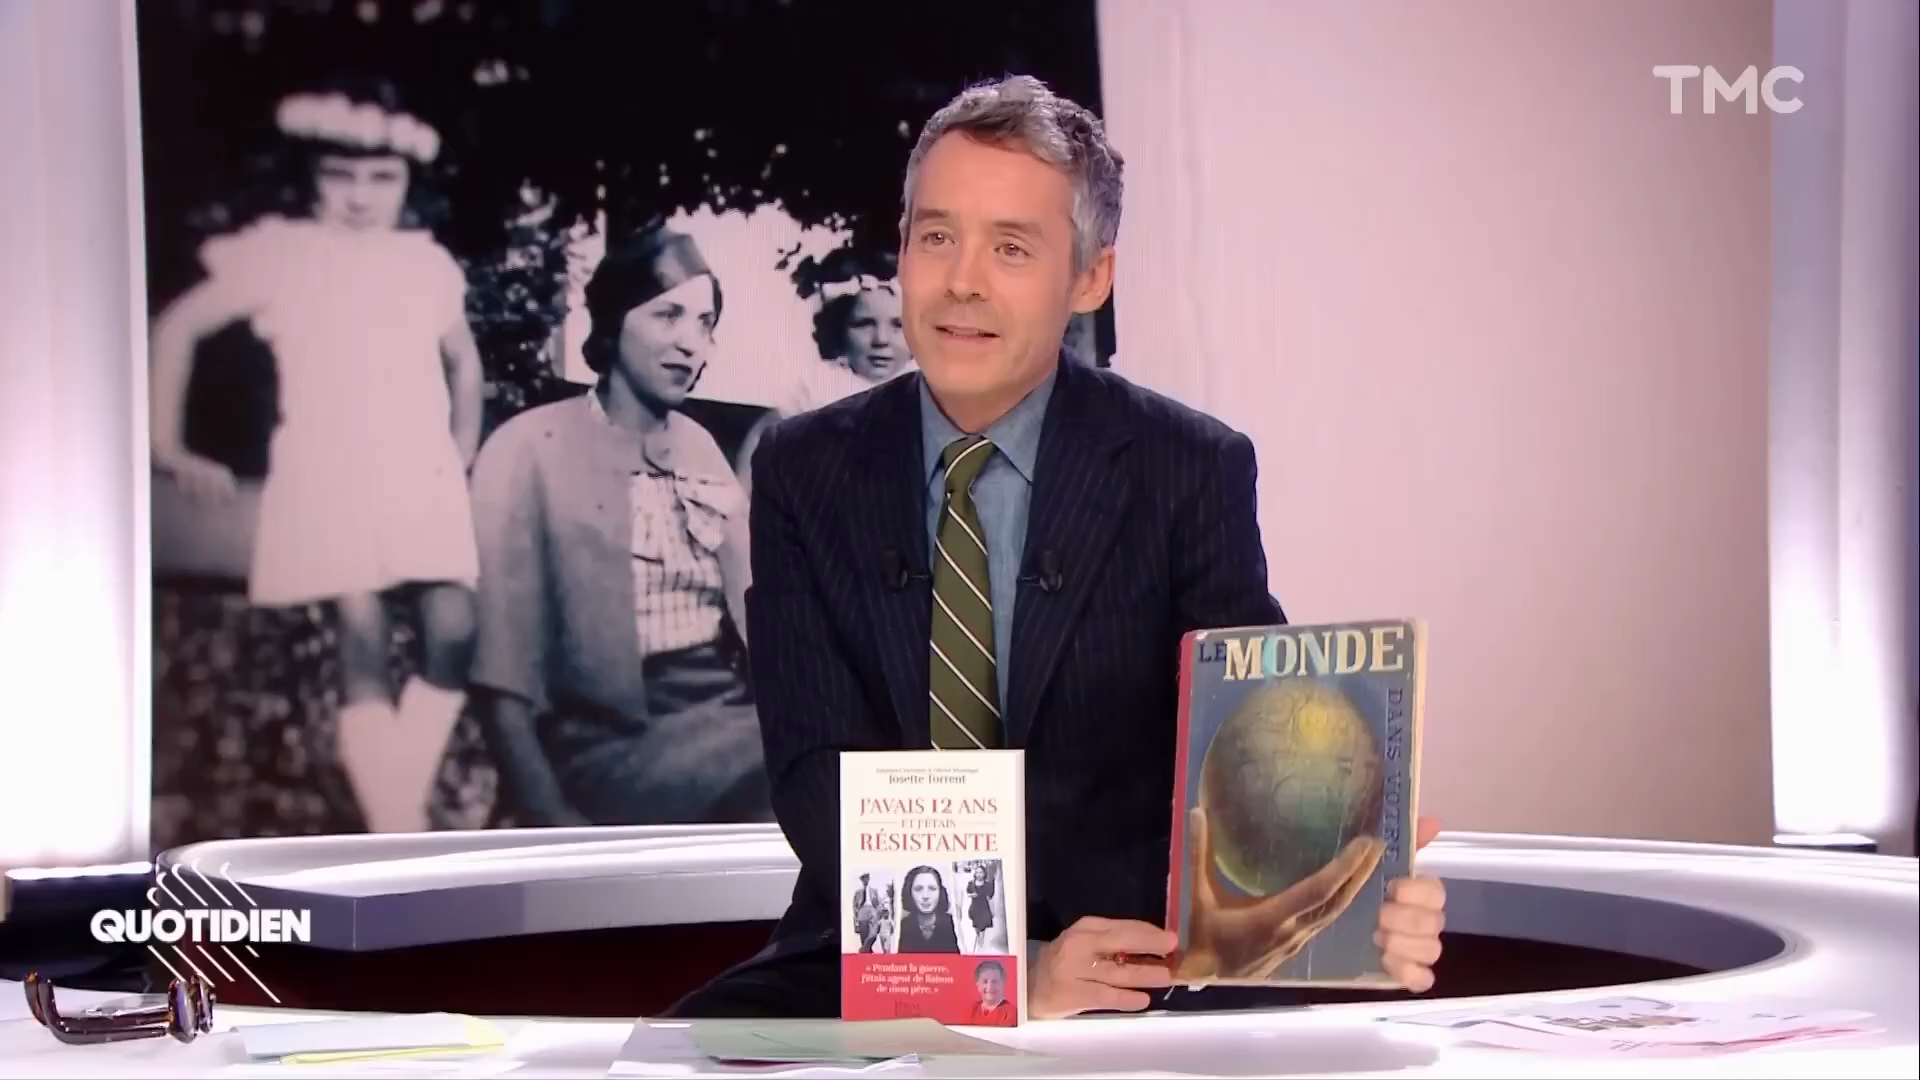 TMC
LE MONDE
DANS VOTRE
Josette Torrent
J'AVAIS 12 ANS
ET J'ÉTAIS
RÉSISTANTE
« Pendant la guerre,
j'étais agent de liaison
de mon père. »
QUOTIDIEN